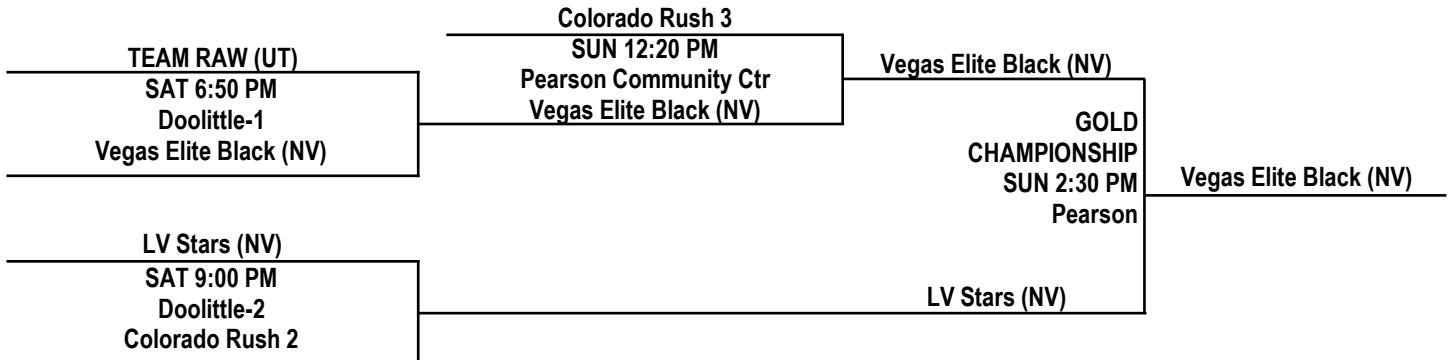 Colorado Rush 3
TEAM RAW (UT)
SUN 12:20 PM
Vegas Elite Black (NV)
SAT 6:50 PM
Pearson Community Ctr
Doolittle-1
Vegas Elite Black (NV)
GOLD
Vegas Elite Black (NV)
CHAMPIONSHIP
SUN 2:30 PM
Vegas Elite Black (NV)
Pearson
LV Stars (NV)
SAT 9:00 PM
LV Stars (NV)
Doolittle-2
Colorado Rush 2